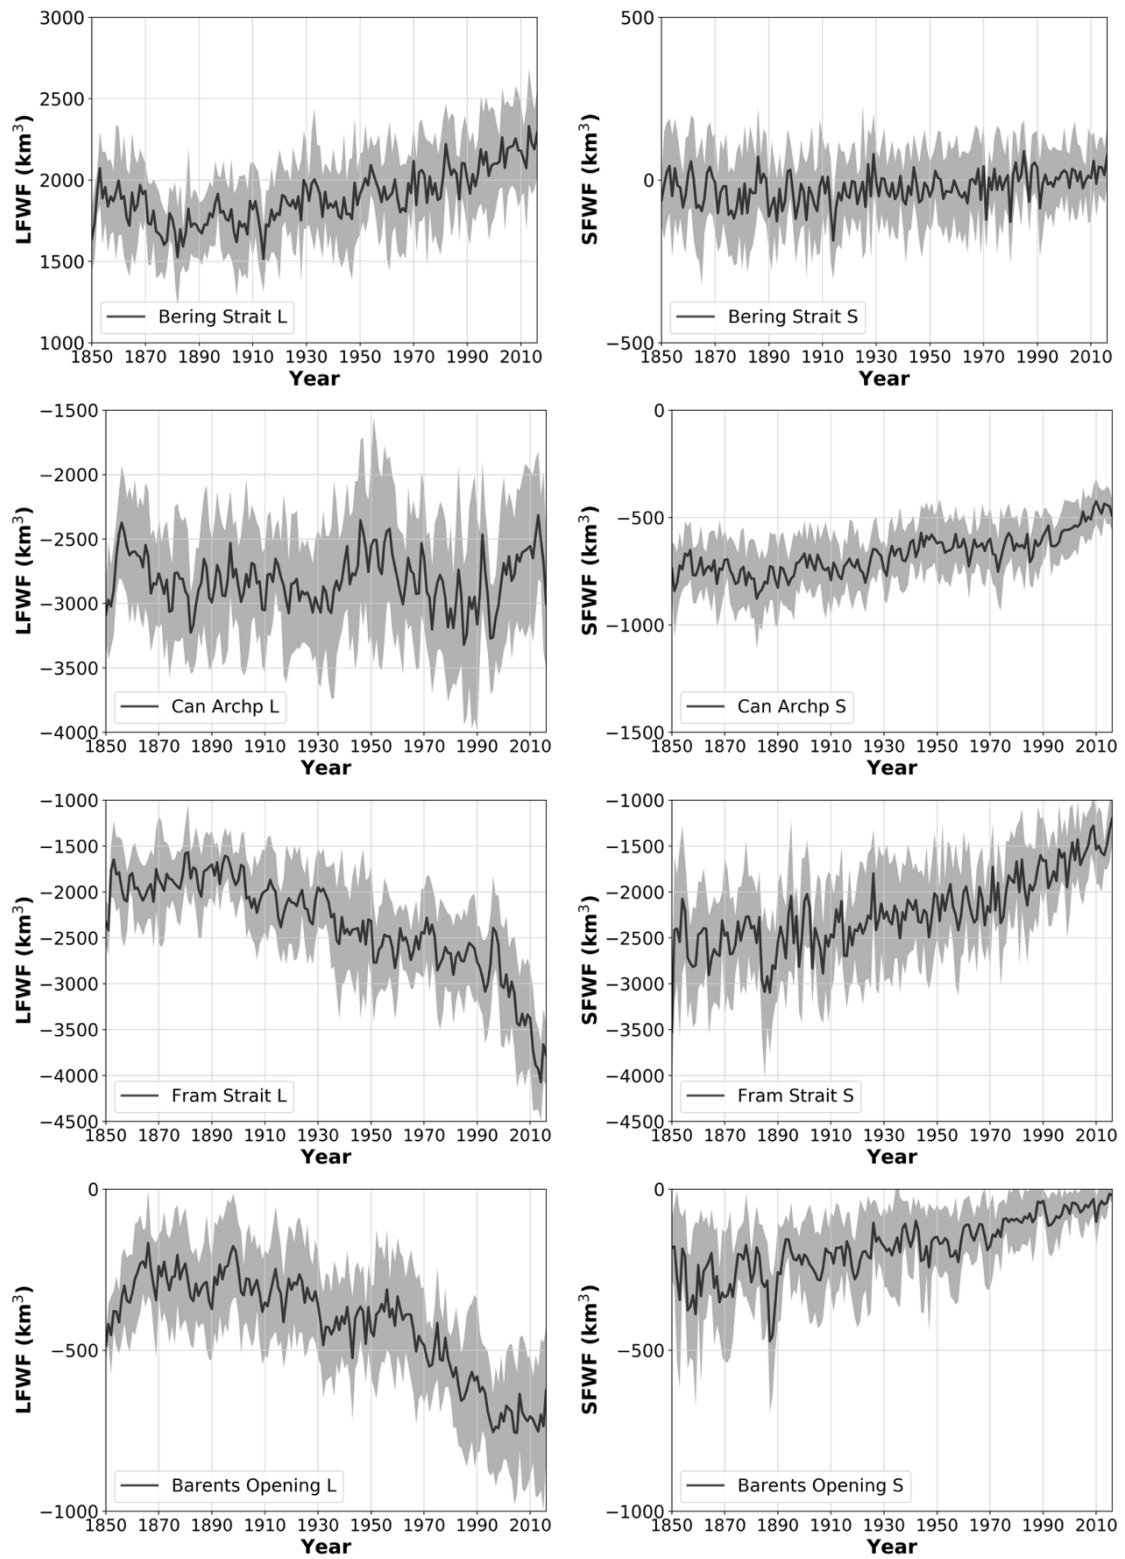 3000
2500
2000
1500
1000
LFWF (km³)
Bering Strait L
1850 1870 1890 1910 1930 1950 1970 1990 2010
Year
500
0
−500
SFWF (km³)
Bering Strait S
1850 1870 1890 1910 1930 1950 1970 1990 2010
Year
−1500
−2000
−2500
−3000
−3500
−4000
LFWF (km³)
Can Archp L
1850 1870 1890 1910 1930 1950 1970 1990 2010
Year
0
−500
−1000
−1500
SFWF (km³)
Can Archp S
1850 1870 1890 1910 1930 1950 1970 1990 2010
Year
−1000
−1500
−2000
−2500
−3000
−3500
−4000
−4500
LFWF (km³)
Fram Strait L
1850 1870 1890 1910 1930 1950 1970 1990 2010
Year
−1000
−1500
−2000
−2500
−3000
−3500
−4000
−4500
SFWF (km³)
Fram Strait S
1850 1870 1890 1910 1930 1950 1970 1990 2010
Year
0
−500
−1000
LFWF (km³)
Barents Opening L
1850 1870 1890 1910 1930 1950 1970 1990 2010
Year
0
−500
−1000
SFWF (km³)
Barents Opening S
1850 1870 1890 1910 1930 1950 1970 1990 2010
Year